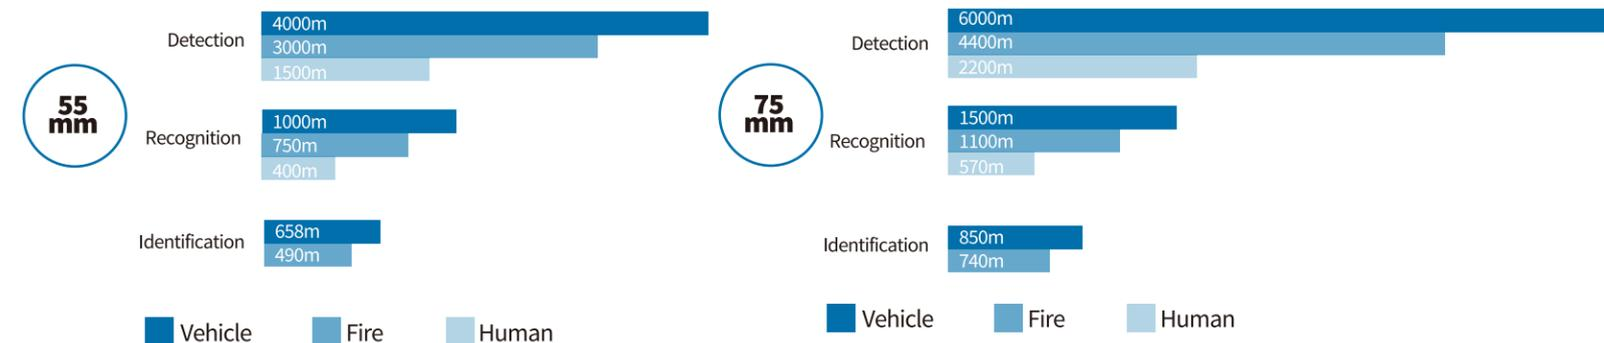 55
mm
Detection
4000m
3000m
1500m
Recognition
1000m
750m
400m
Identification
658m
490m
Vehicle
Fire
Human
75
mm
Detection
6000m
4400m
2200m
Recognition
1500m
1100m
570m
Identification
850m
740m
Vehicle
Fire
Human